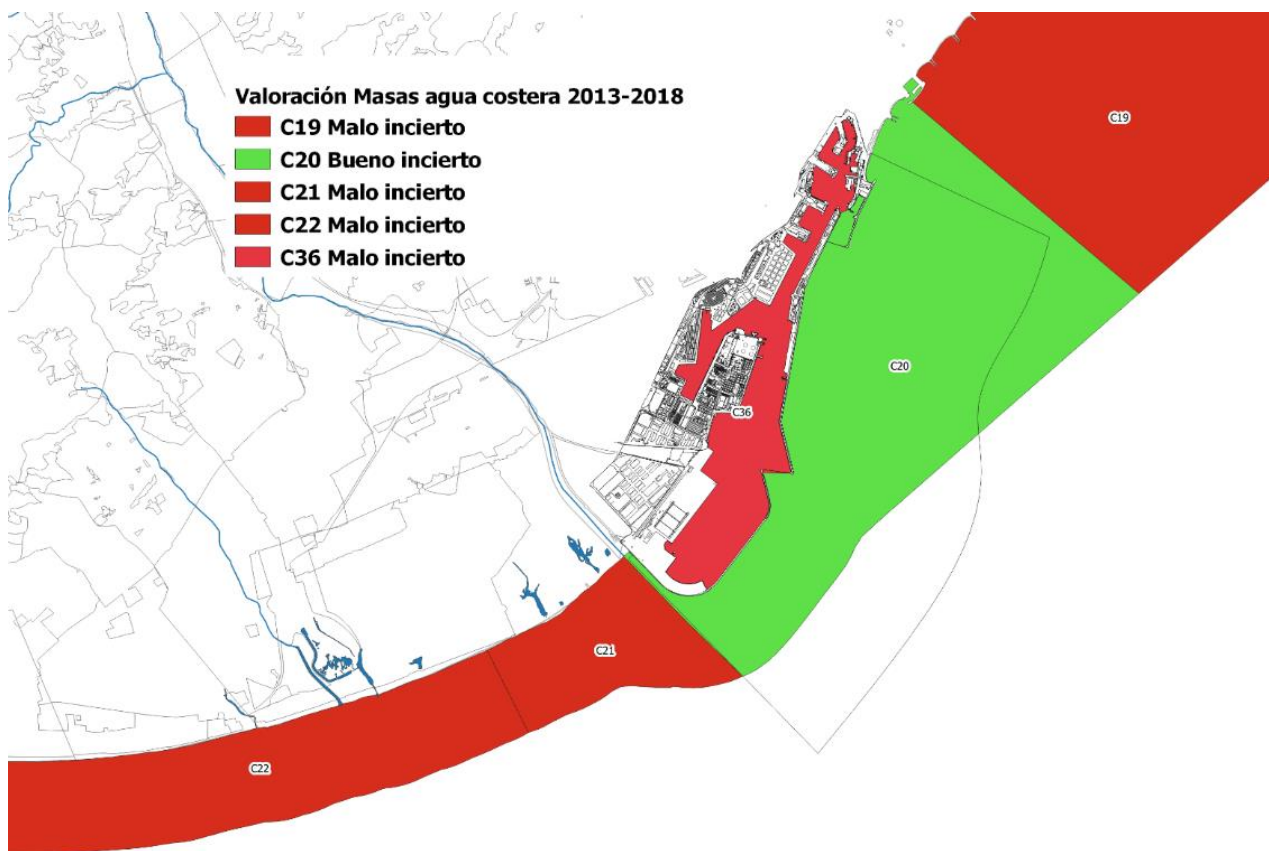 Valoración Masas agua costera 2013-2018
C19 Malo incierto
C20 Bueno incierto
C21 Malo incierto
C22 Malo incierto
C36 Malo incierto
C19
C20
C36
C21
C22